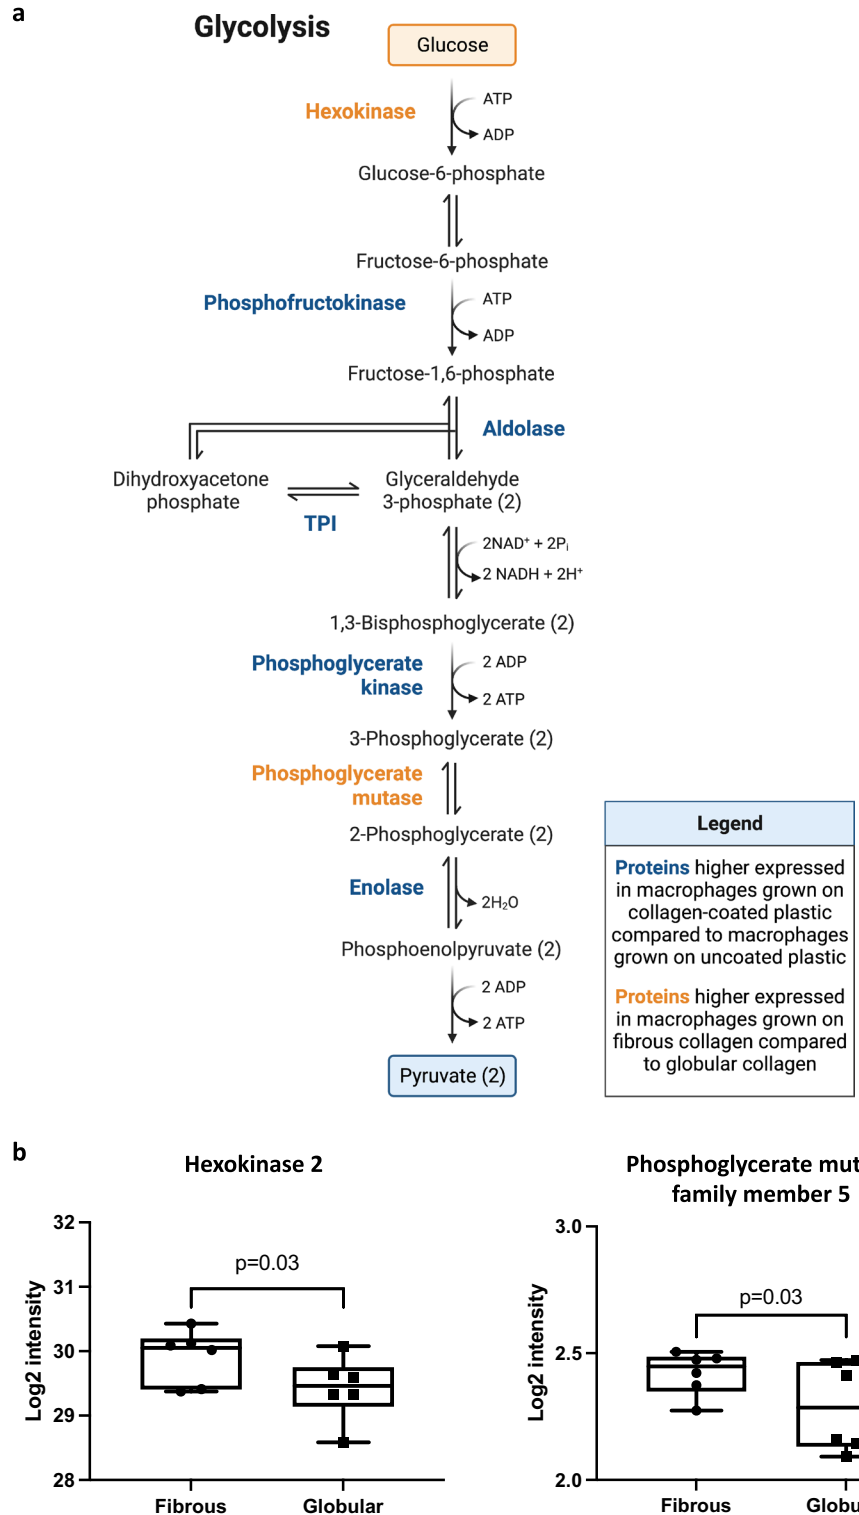 a
Glycolysis
Glucose
Hexokinase
ATP
ADP
Glucose-6-phosphate
Fructose-6-phosphate
Phosphofructokinase
ATP
ADP
Fructose-1,6-phosphate
Aldolase
Dihydroxyacetone
phosphate
Glyceraldehyde
3-phosphate (2)
TPI
2NAD⁺ + 2Pᵢ
2 NADH + 2H⁺
1,3-Bisphosphoglycerate (2)
Phosphoglycerate
kinase
2 ADP
2 ATP
3-Phosphoglycerate (2)
Phosphoglycerate
mutase
2-Phosphoglycerate (2)
Enolase
2H₂O
Phosphoenolpyruvate (2)
2 ADP
2 ATP
Pyruvate (2)
Legend
Proteins higher expressed
in macrophages grown on
collagen-coated plastic
compared to macrophages
grown on uncoated plastic
Proteins higher expressed
in macrophages grown on
fibrous collagen compared
to globular collagen
b
Hexokinase 2
Log2 intensity
32
31
30
29
28
p=0.03
Fibrous
Globular
Phosphoglycerate mut
family member 5
Log2 intensity
3.0
2.5
2.0
p=0.03
Fibrous
Globu